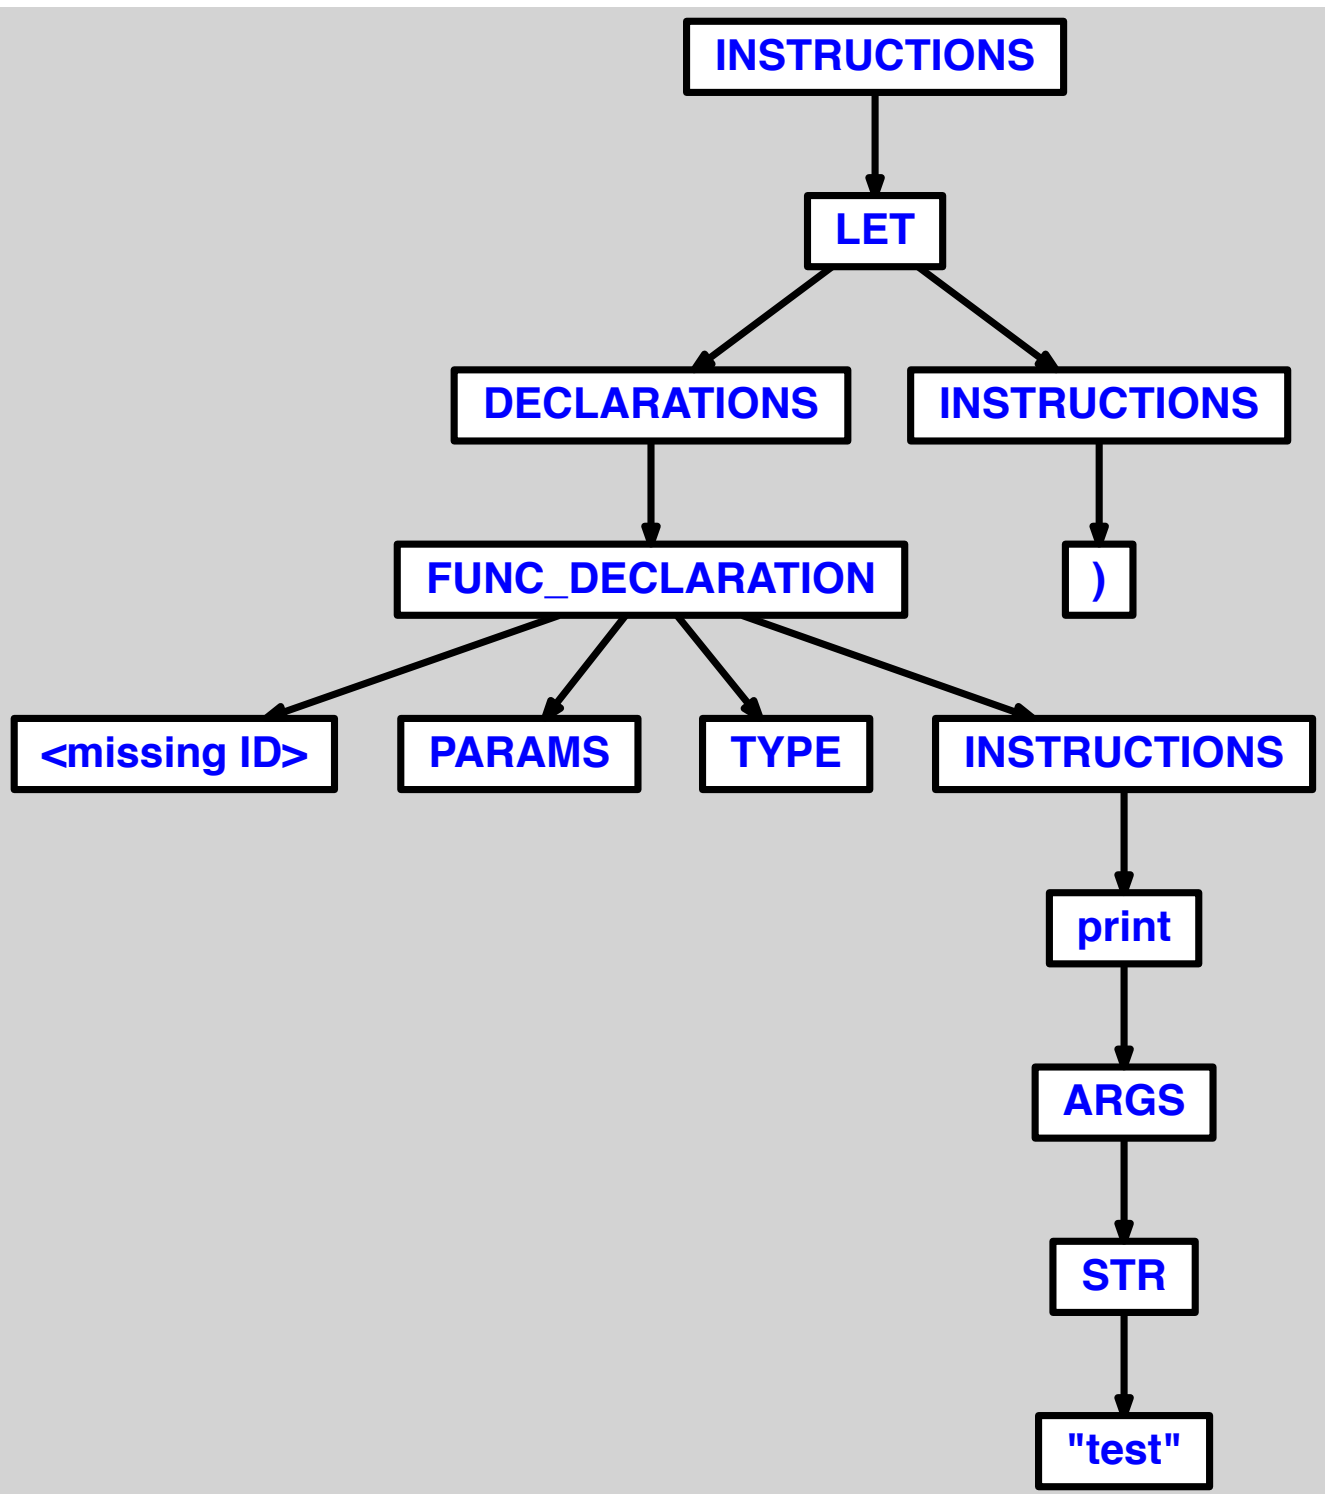 INSTRUCTIONS
LET
DECLARATIONS
INSTRUCTIONS
FUNC_DECLARATION
)
<missing ID>
PARAMS
TYPE
INSTRUCTIONS
print
ARGS
STR
"test"